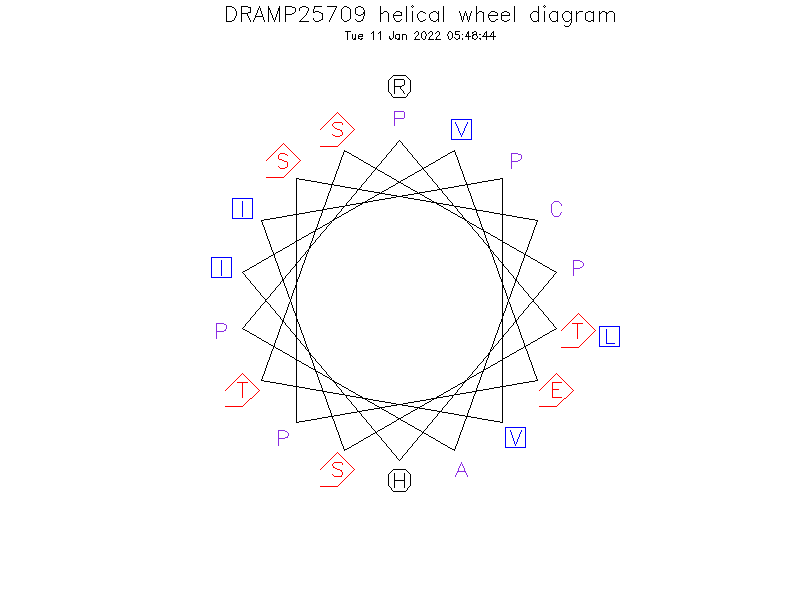 DRAMP25709 helical wheel diagram
Tue 11 Jan 2022 05:48:44
R
S P V
S P
I C
I P
P T L
T E
P V
S H A